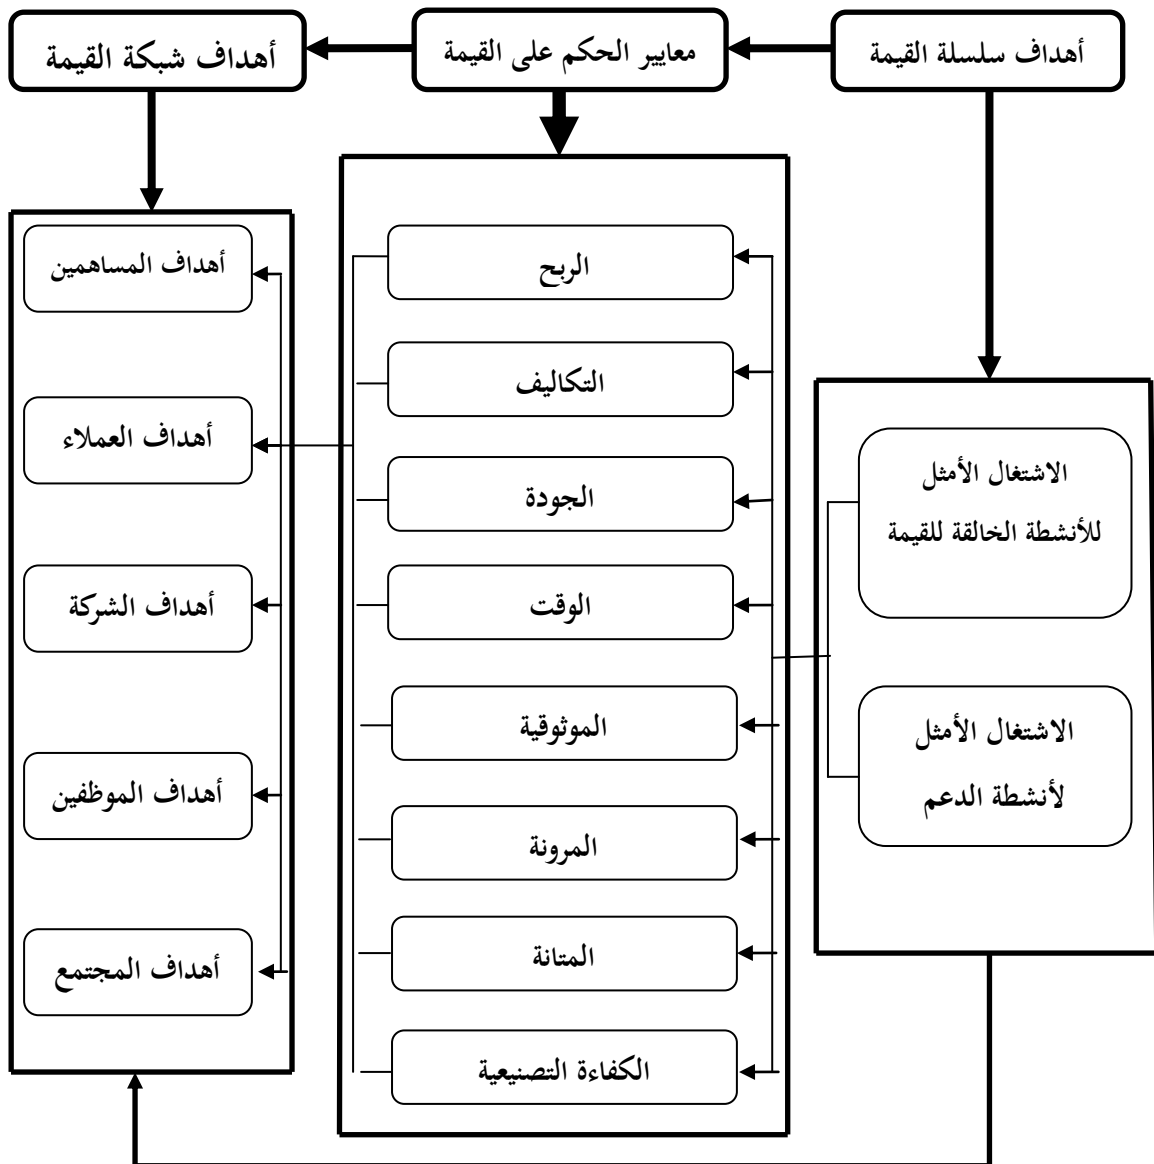 أهداف سلسلة القيمة
معايير الحكم على القيمة
أهداف شبكة القيمة
الاشتغال الأمثل
للأنشطة الخالقة للقيمة
الاشتغال الأمثل
لأنشطة الدعم
الربح
التكاليف
الجودة
الوقت
الموثوقية
المرونة
المتانة
الكفاءة التصنيعية
أهداف المساهمين
أهداف العملاء
أهداف الشركة
أهداف الموظفين
أهداف المجتمع